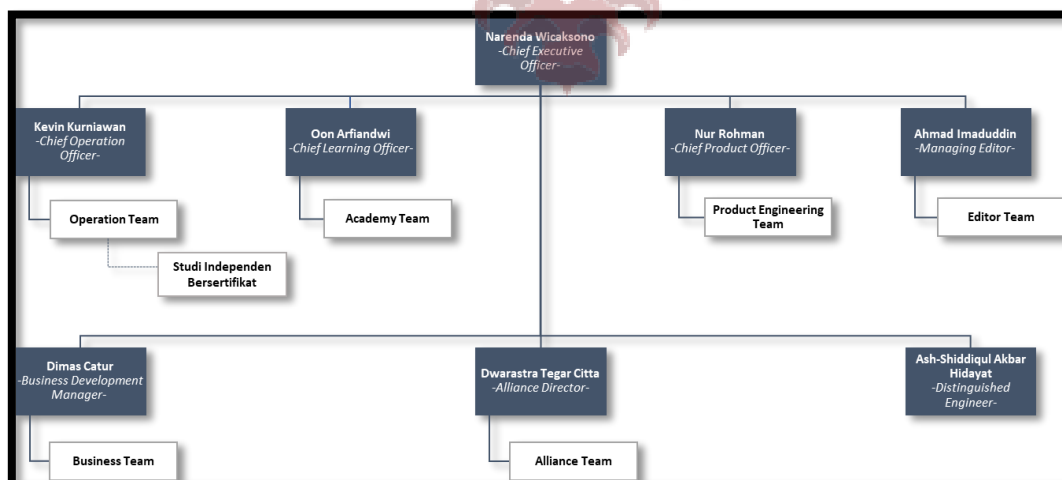 Narenda Wicaksono
-Chief Executive
Officer-
Kevin Kurniawan
-Chief Operation
Officer-
Oon Arfiandwi
-Chief Learning Officer-
Nur Rohman
-Chief Product Officer-
Ahmad Imaduddin
-Managing Editor-
Operation Team
Academy Team
Product Engineering
Team
Editor Team
Studi Independen
Bersertifikat
Dimas Catur
-Business Development
Manager-
Dwarastra Tegar Citta
-Alliance Director-
Ash-Shiddiqul Akbar
Hidayat
-Distinguished
Engineer-
Business Team
Alliance Team